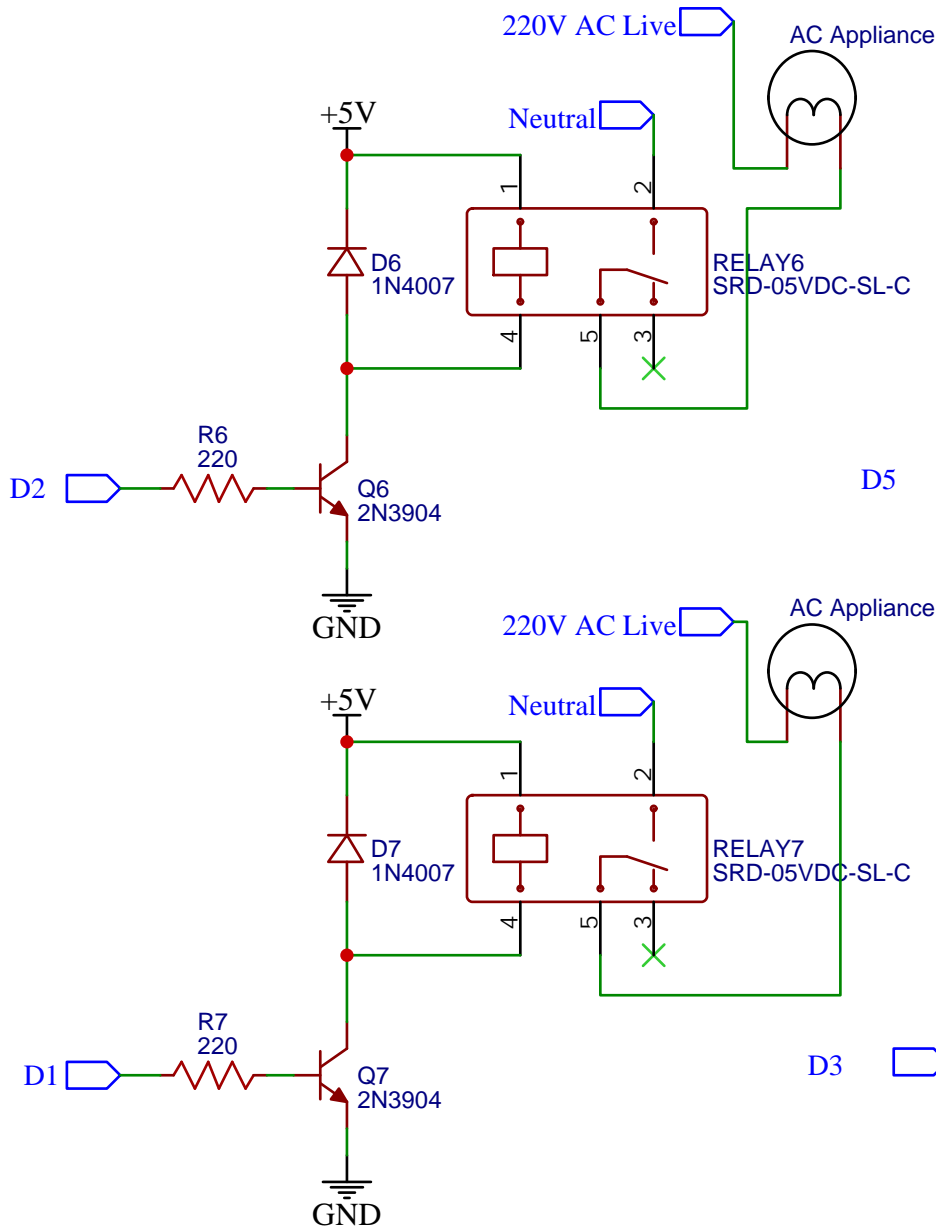 220V AC Live
AC Appliance
+5V
Neutral
1
2
D6
1N4007
RELAY6
SRD-05VDC-SL-C
4
5
3
R6
220
D2
Q6
2N3904
D5
GND
220V AC Live
AC Appliance
+5V
Neutral
1
2
D7
1N4007
RELAY7
SRD-05VDC-SL-C
4
5
3
R7
220
D1
Q7
2N3904
D3
GND